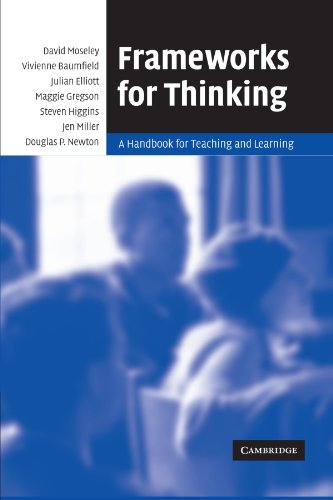 David Moseley
Vivienne Baumfield
Julian Elliott
Maggie Gregson
Steven Higgins
Jen Miller
Douglas P. Newton
Frameworks
for Thinking
A Handbook for Teaching and Learning
CAMBRIDGE